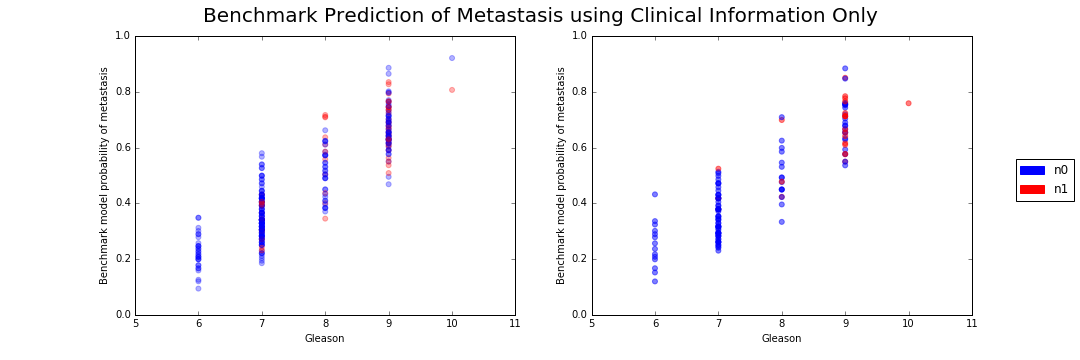 Benchmark Prediction of Metastasis using Clinical Information Only
Benchmark model probability of metastasis
1.0
0.8
0.6
0.4
0.2
0.0
5 6 7 8 9 10 11
Gleason
Benchmark model probability of metastasis
1.0
0.8
0.6
0.4
0.2
0.0
5 6 7 8 9 10 11
Gleason
n0
n1